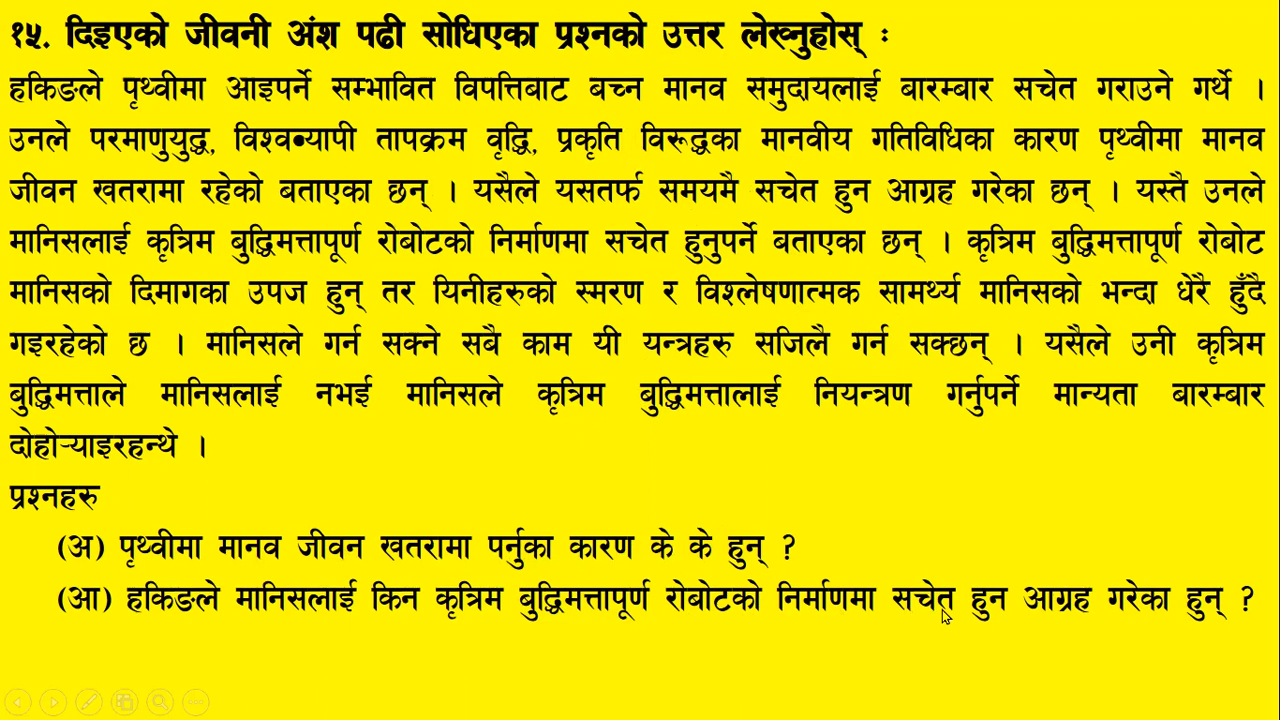 १५. दिइएको जीवनी अंश पढी सोधिएका प्रश्नको उत्तर लेख्नुहोस् :
हकिङले पृथ्वीमा आइपर्ने सम्भावित विपत्तिबाट बच्न मानव समुदायलाई बारम्बार सचेत गराउने गर्थे ।
उनले परमाणुयुद्ध, विश्वव्यापी तापक्रम वृद्धि, प्रकृति विरूद्धका मानवीय गतिविधिका कारण पृथ्वीमा मानव
जीवन खतरामा रहेको बताएका छन् । यसैले यसतर्फ समयमै सचेत हुन आग्रह गरेका छन् । यस्तै उनले
मानिसलाई कृत्रिम बुद्धिमत्तापूर्ण रोबोटको निर्माणमा सचेत हुनुपर्ने बताएका छन् । कृत्रिम बुद्धिमत्तापूर्ण रोबोट
मानिसको दिमागका उपज हुन् तर यिनीहरुको स्मरण र विश्लेषणात्मक सामर्थ्य मानिसको भन्दा धेरै हुँदै
गइरहेको छ । मानिसले गर्न सक्ने सबै काम यी यन्त्रहरु सजिलै गर्न सक्छन् । यसैले उनी कृत्रिम
बुद्धिमत्ताले मानिसलाई नभई मानिसले कृत्रिम बुद्धिमत्तालाई नियन्त्रण गर्नुपर्ने मान्यता बारम्बार
दोहोऱ्याइरहन्थे ।
प्रश्नहरु
(अ) पृथ्वीमा मानव जीवन खतरामा पर्नुका कारण के के हुन् ?
(आ) हकिङले मानिसलाई किन कृत्रिम बुद्धिमत्तापूर्ण रोबोटको निर्माणमा सचेत हुन आग्रह गरेका हुन् ?